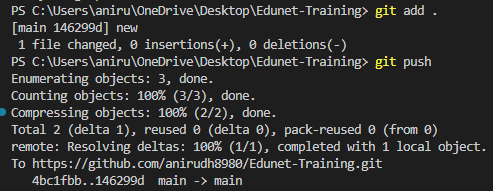 PS C:\Users\aniru\OneDrive\Desktop\Edunet-Training> git add .
[main 146299d] new
 1 file changed, 0 insertions(+), 0 deletions(-)
PS C:\Users\aniru\OneDrive\Desktop\Edunet-Training> git push
Enumerating objects: 3, done.
Counting objects: 100% (3/3), done.
Compressing objects: 100% (2/2), done.
Total 2 (delta 1), reused 0 (delta 0), pack-reused 0 (from 0)
remote: Resolving deltas: 100% (1/1), completed with 1 local object.
To https://github.com/anirudh8980/Edunet-Training.git
   4bc1fbb..146299d  main -> main